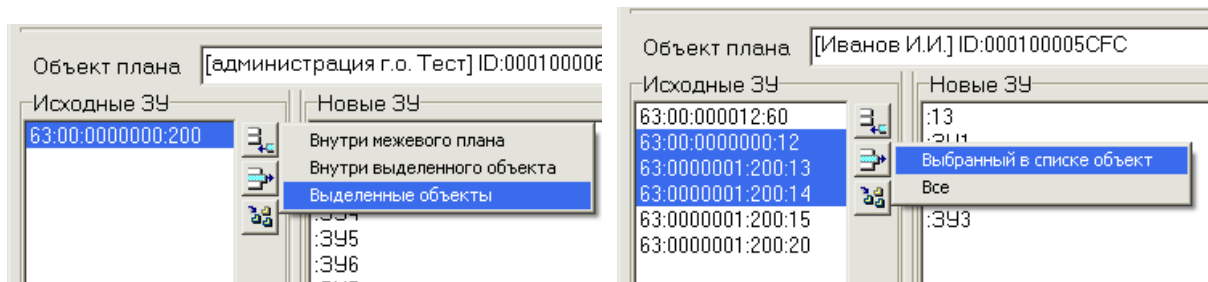 Объект плана [администрация г.о. Тест] ID:000100006
Исходные ЗУ
Новые ЗУ
63:00:0000000:200
Внутри межевого плана
Внутри выделенного объекта
Выделенные объекты
:ЗУ5
:ЗУ6
Объект плана [Иванов И.И.] ID:000100005CFC
Исходные ЗУ
Новые ЗУ
63:00:000012:60
63:00:0000000:12
63:0000001:200:13
63:0000001:200:14
63:0000001:200:15
63:0000001:200:20
:13
:ЗУ1
Выбранный в списке объект
Все
:ЗУ3